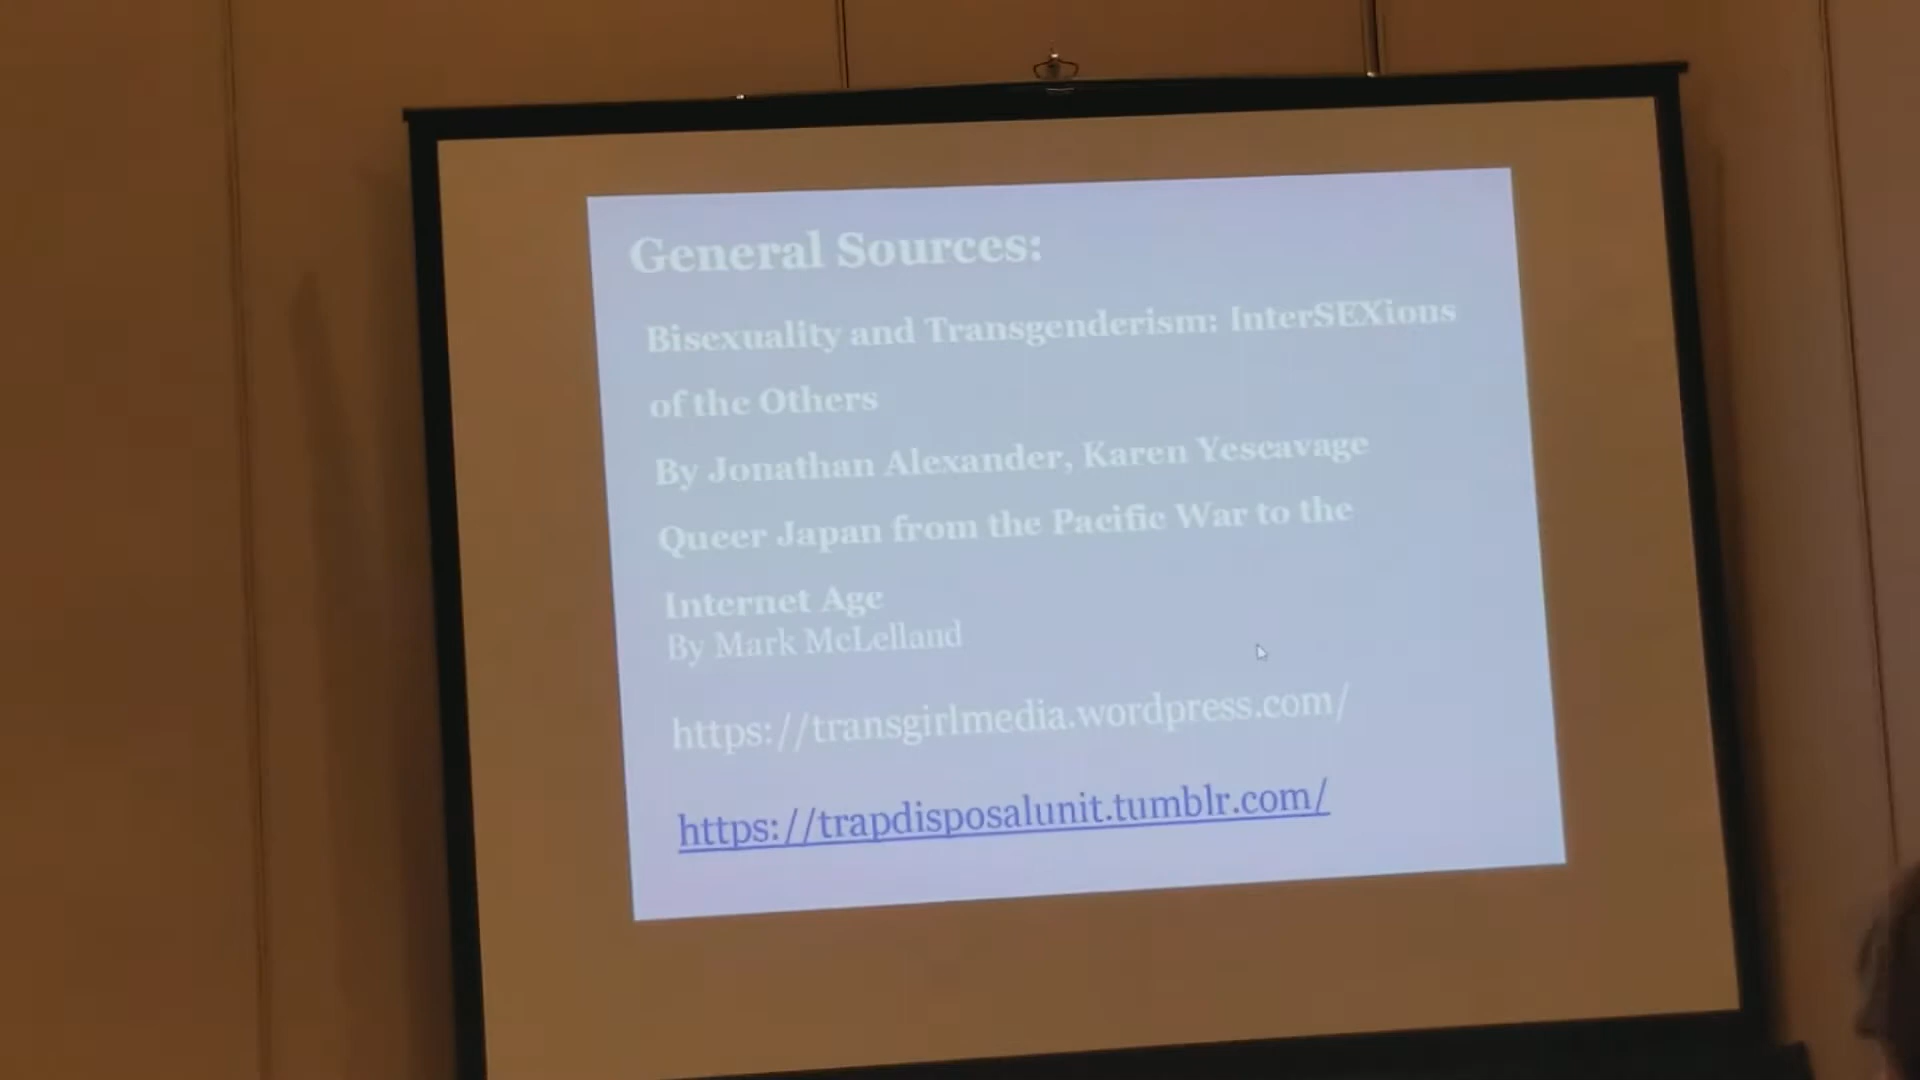 General Sources:
Bisexuality and Transgenderism: InterSEXions
of the Others
By Jonathan Alexander, Karen Yescavage
Queer Japan from the Pacific War to the
Internet Age
By Mark McLelland
https://transgirlmedia.wordpress.com/
https://trapdisposalunit.tumblr.com/